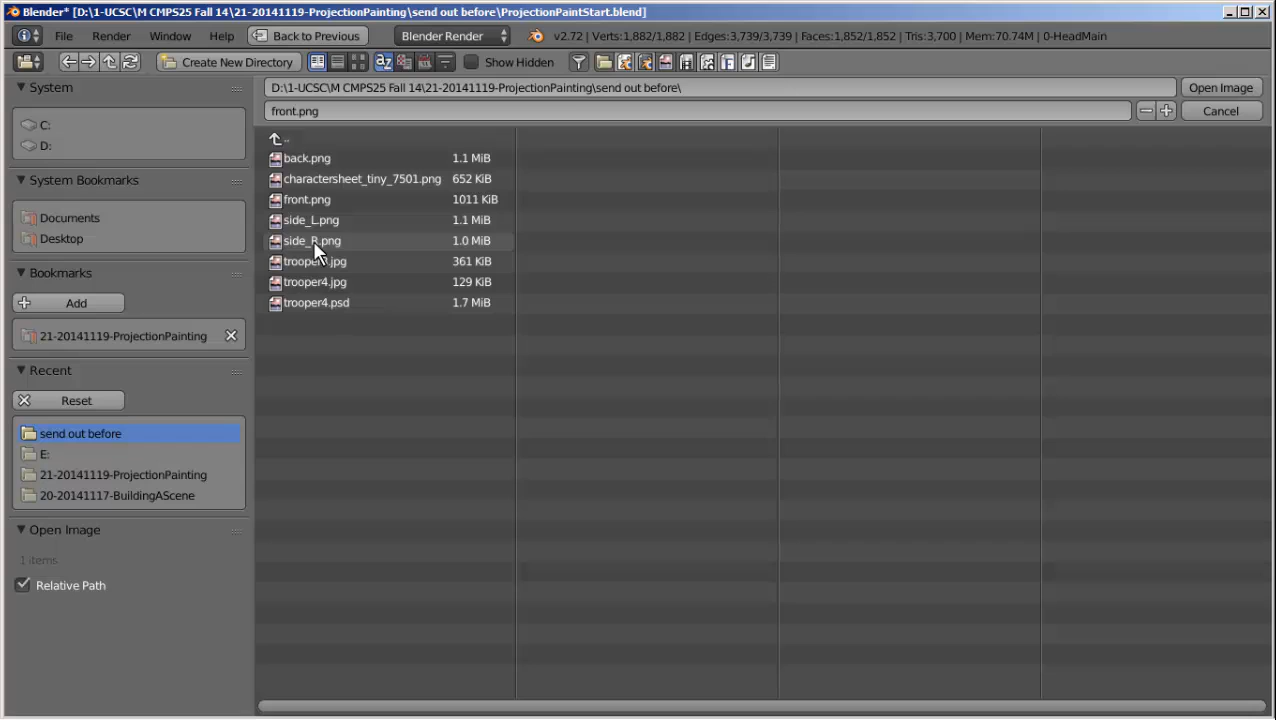 Blender* [D:\1-UCSC\M CMPS25 Fall 14\21-20141119-ProjectionPainting\send out before\ProjectionPaintStart.blend]
File Render Window Help Back to Previous Blender Render v2.72 | Verts:1,882/1,882 | Edges:3,739/3,739 | Faces:1,852/1,852 | Tris:3,700 | Mem:70.74M | 0-HeadMain
Create New Directory Show Hidden
System
D:\1-UCSC\M CMPS25 Fall 14\21-20141119-ProjectionPainting\send out before\ Open Image
front.png Cancel
C:
D:
..
back.png 1.1 MiB
charactersheet_tiny_7501.png 652 KiB
front.png 1011 KiB
side_L.png 1.1 MiB
side_R.png 1.0 MiB
.jpg 361 KiB
trooper4.jpg 129 KiB
trooper4.psd 1.7 MiB
System Bookmarks
Documents
Desktop
Bookmarks
Add
21-20141119-ProjectionPainting
Recent
Reset
send out before
E:
21-20141119-ProjectionPainting
20-20141117-BuildingAScene
Open Image
1 items
Relative Path